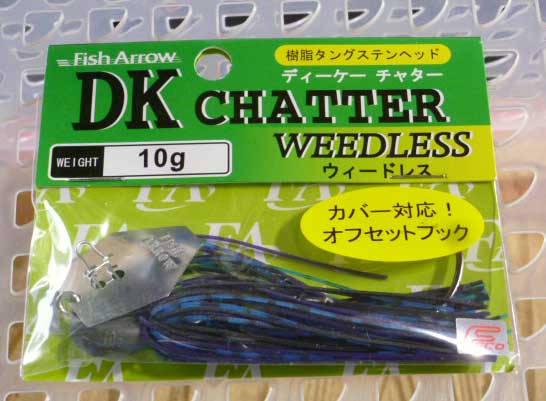 Fish Arrow
樹脂タングステンヘッド
ディーケー チャター
DK CHATTER
WEEDLESS
ウィードレス
WEIGHT 10g
カバー対応！
オフセットフック
FA